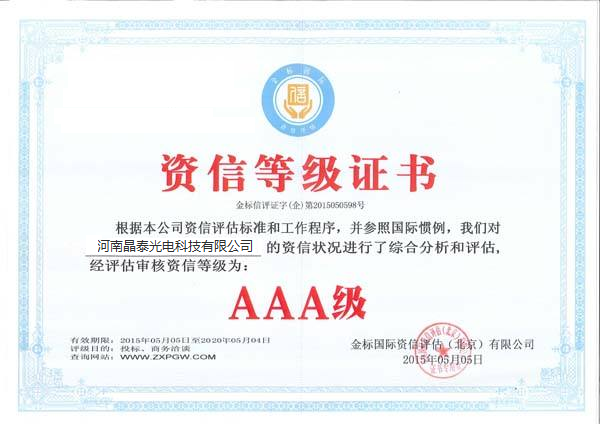 金标国际
资信等级证书
金标信评证字(企)第2015050598号
根据本公司资信评估标准和工作程序，并参照国际惯例，我们对
河南晶泰光电科技有限公司 的资信状况进行了综合分析和评估,
经评估审核资信等级为：
AAA级
有效期限：2015年05月05日至2020年05月04日
评级目的：投标、商务洽谈
查询网站：WWW.ZXPGW.COM
金标国际资信评估（北京）有限公司
2015年05月05日